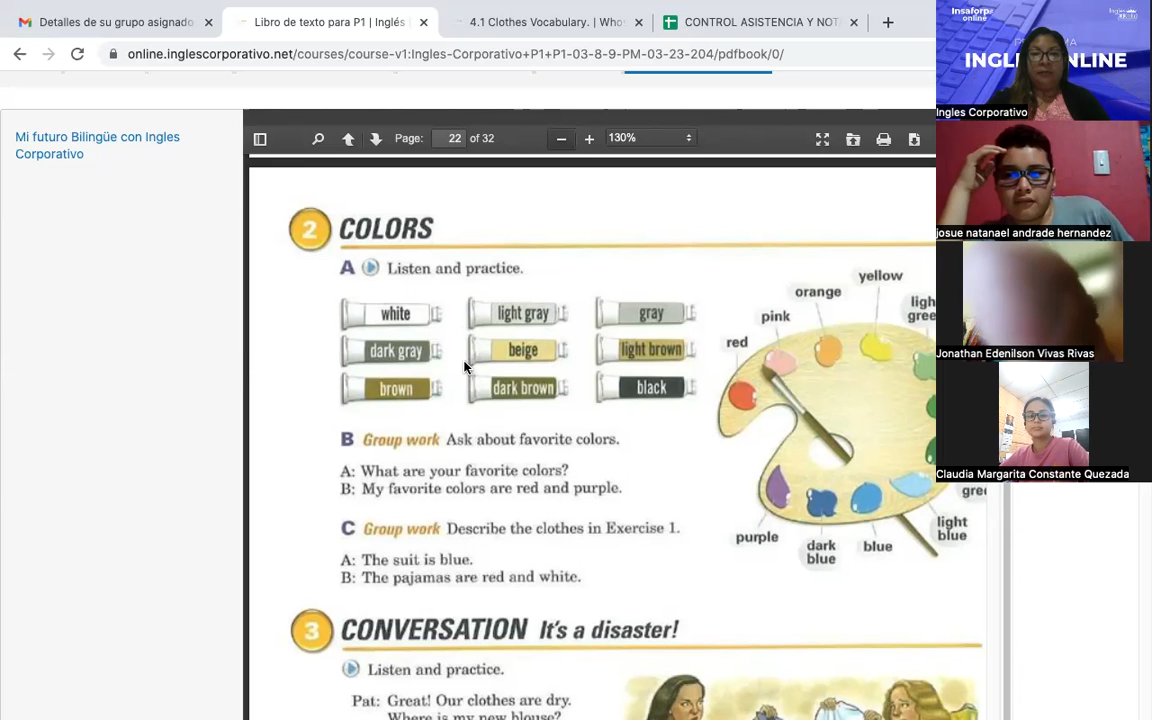 Detalles de su grupo asignado
Libro de texto para P1 | Inglés
4.1 Clothes Vocabulary. | Who
CONTROL ASISTENCIA Y NOT
online.inglescorporativo.net/courses/course-v1:Ingles-Corporativo+P1+P1-03-8-9-PM-03-23-204/pdfbook/0/
Mi futuro Bilingüe con Ingles
Corporativo
Page: 22 of 32
130%
2 COLORS
A Listen and practice.
white light gray gray
dark gray beige light brown
brown dark brown black
yellow
orange
pink
red
purple
dark
blue
blue
light
blue
B Group work Ask about favorite colors.
A: What are your favorite colors?
B: My favorite colors are red and purple.
C Group work Describe the clothes in Exercise 1.
A: The suit is blue.
B: The pajamas are red and white.
3 CONVERSATION It's a disaster!
Listen and practice.
Pat: Great! Our clothes are dry.
Where is my new blouse?
Insaforp
online
Ingles Corporativo
josue natanael andrade hernandez
Jonathan Edenilson Vivas Rivas
Claudia Margarita Constante Quezada